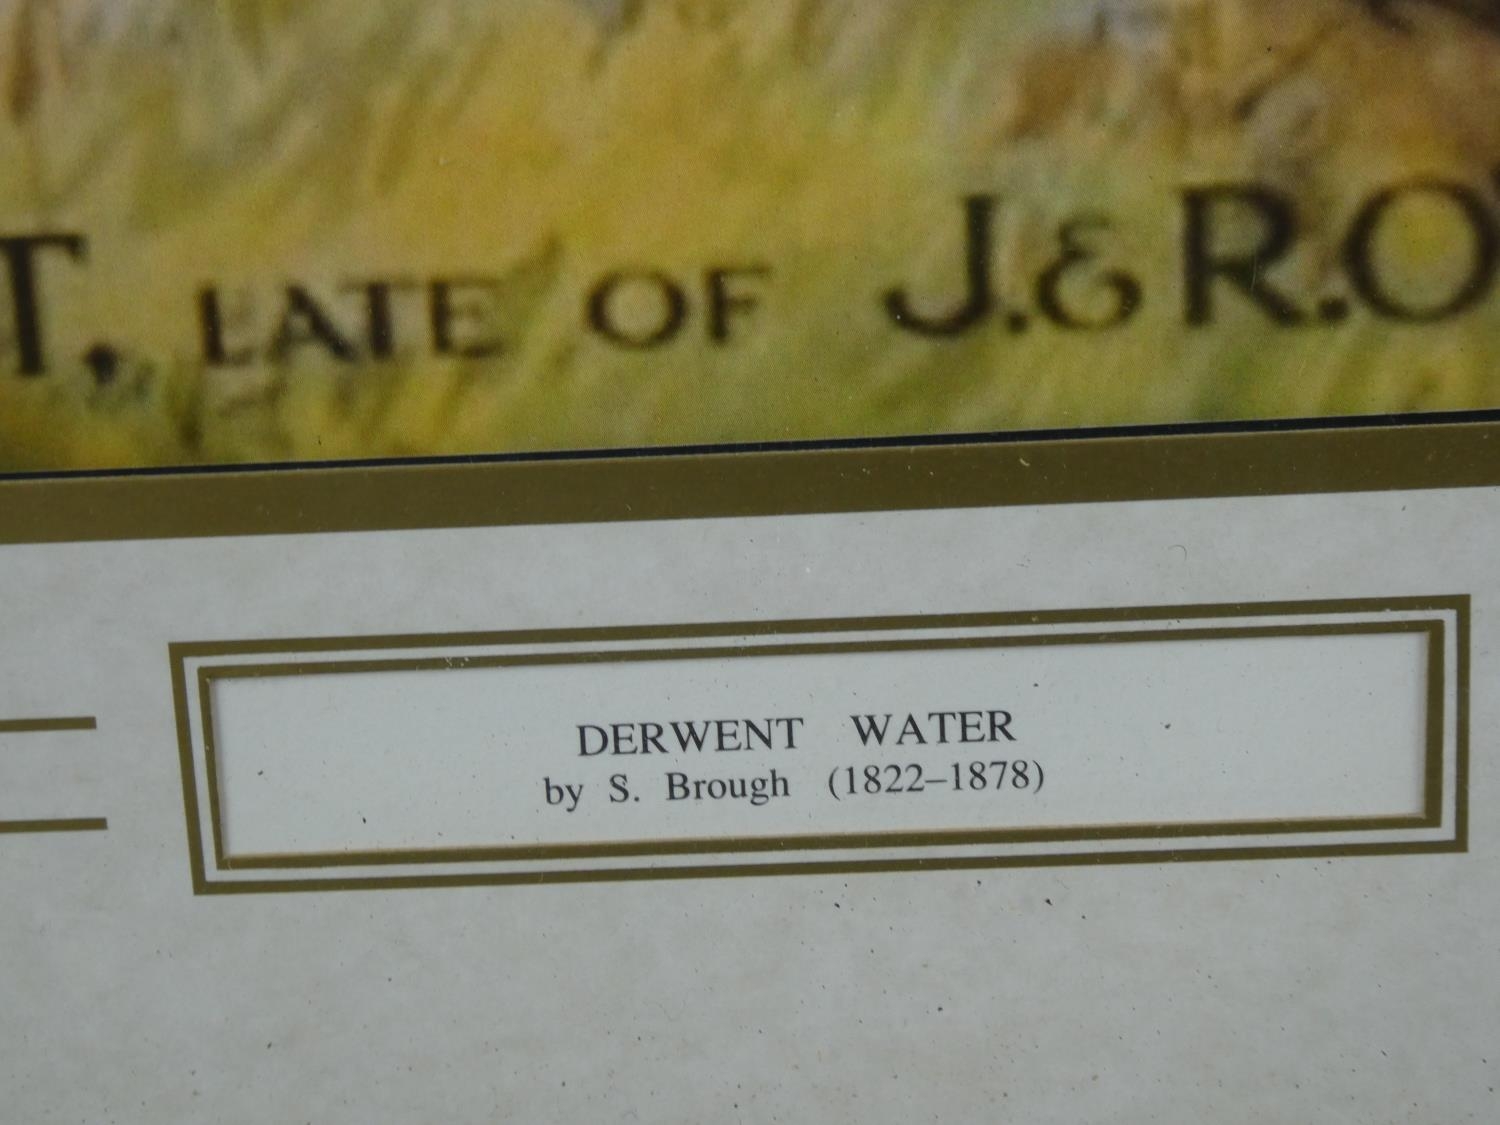 T, LATE OF J.&R.O
DERWENT WATER
by S. Brough (1822–1878)